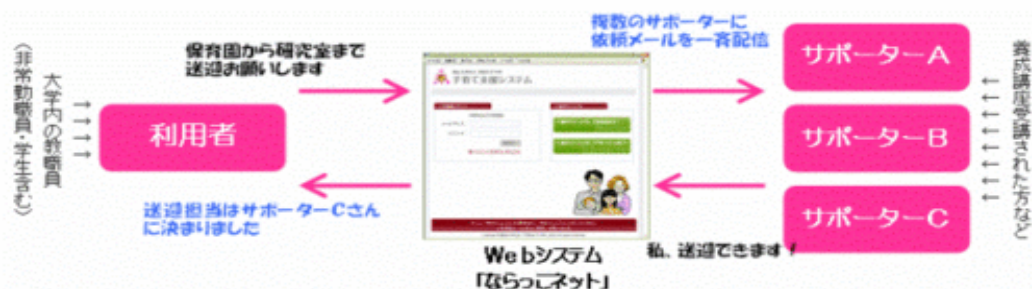 大学内の教職員
(非常勤職員・学生含む)
利用者
保育園から研究室まで
送迎お願いします
送迎担当はサポーターCさん
に決まりました
子育て支援システム
Webシステム
「ならっこネット」
複数のサポーターに
依頼メールを一斉配信
私、送迎できます!
サポーターA
サポーターB
サポーターC
養成講座受講された方など